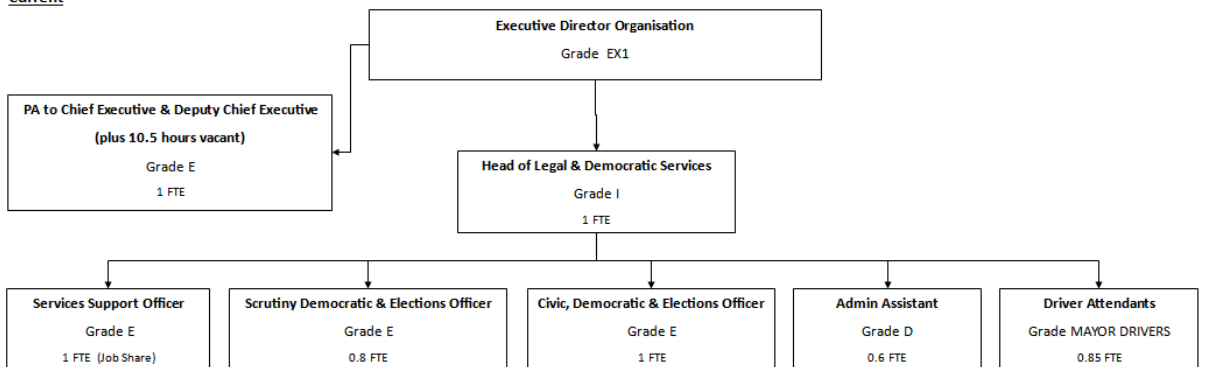 Current
Executive Director Organisation
Grade EX1
PA to Chief Executive & Deputy Chief Executive
(plus 10.5 hours vacant)
Grade E
1 FTE
Head of Legal & Democratic Services
Grade I
1 FTE
Services Support Officer
Grade E
1 FTE (Job Share)
Scrutiny Democratic & Elections Officer
Grade E
0.8 FTE
Civic, Democratic & Elections Officer
Grade E
1 FTE
Admin Assistant
Grade D
0.6 FTE
Driver Attendants
Grade MAYOR DRIVERS
0.85 FTE